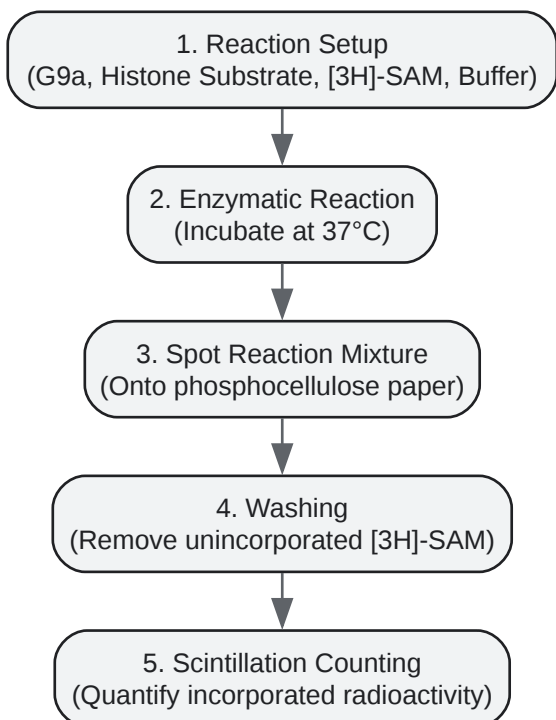 1. Reaction Setup
(G9a, Histone Substrate, [3H]-SAM, Buffer)
2. Enzymatic Reaction
(Incubate at 37°C)
3. Spot Reaction Mixture
(Onto phosphocellulose paper)
4. Washing
(Remove unincorporated [3H]-SAM)
5. Scintillation Counting
(Quantify incorporated radioactivity)